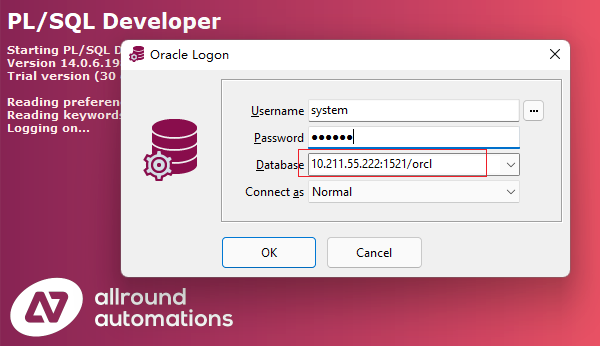 PL/SQL Developer
Starting PL/SQL D
Version 14.0.6.19
Trial version (30
Reading preferen
Reading keywords
Logging on...
Oracle Logon
Username system ...
Password ●●●●●●
Database 10.211.55.222:1521/orcl
Connect as Normal
OK Cancel
allround
automations